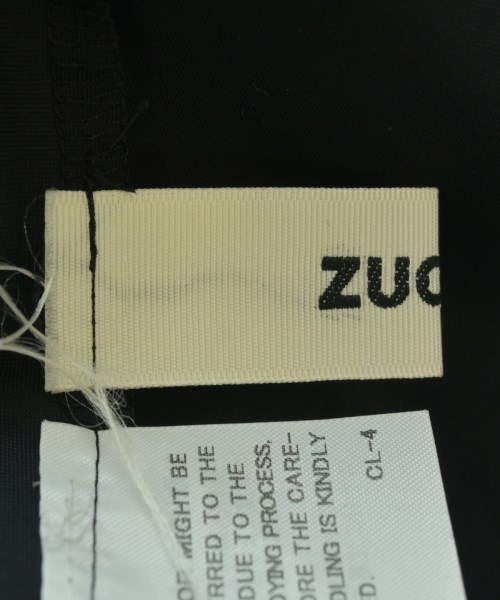 ZUC
MIGHT BE
RRED TO THE
DUE TO THE
DYING PROCESS,
ORE THE CARE-
DLING IS KINDLY
D.
CL-4